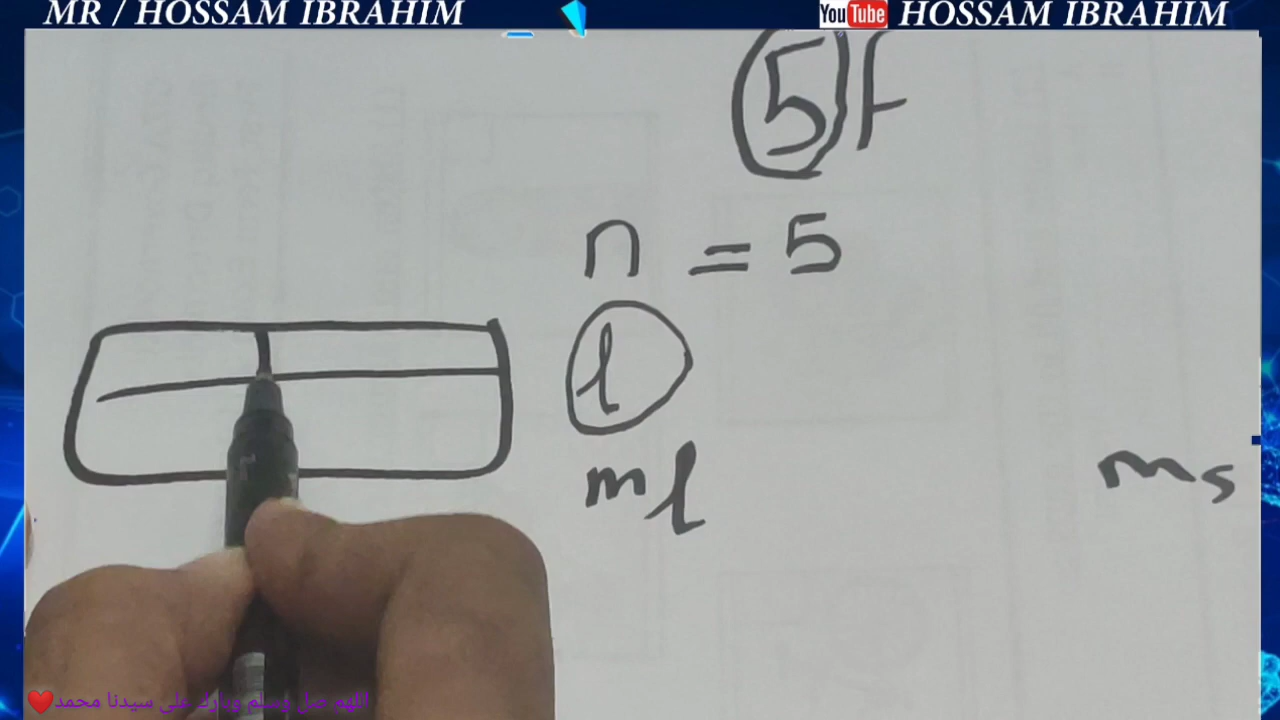 MR / HOSSAM IBRAHIM
YouTube HOSSAM IBRAHIM
5f
n = 5
l
ml
ms
اللهم صل وسلم وبارك على سيدنا محمد❤️